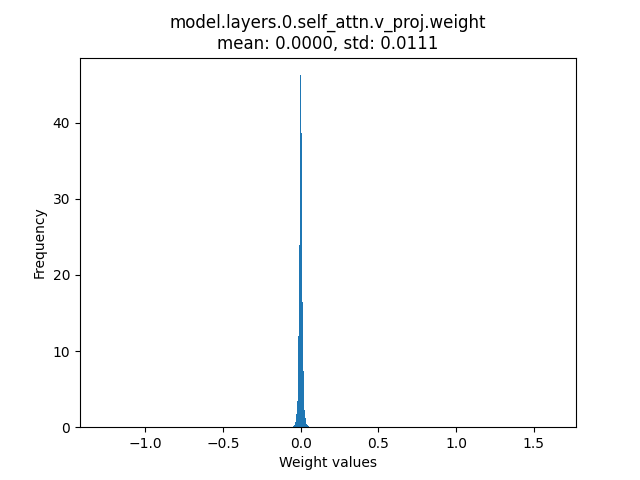 model.layers.0.self_attn.v_proj.weight
mean: 0.0000, std: 0.0111
40
30
20
10
0
Frequency
−1.0 −0.5 0.0 0.5 1.0 1.5
Weight values